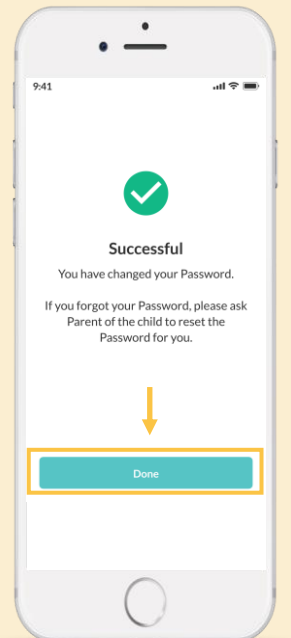 9:41
Successful
You have changed your Password.
If you forgot your Password, please ask
Parent of the child to reset the
Password for you.
Done